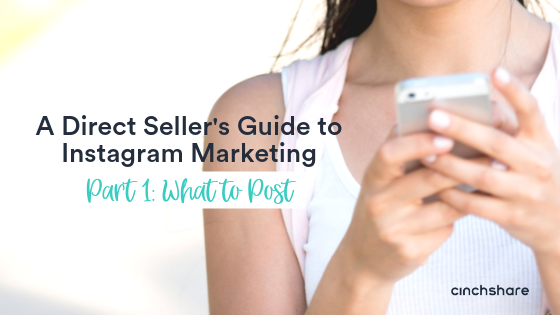 A Direct Seller's Guide to
Instagram Marketing
Part 1: What to Post
cinchshare